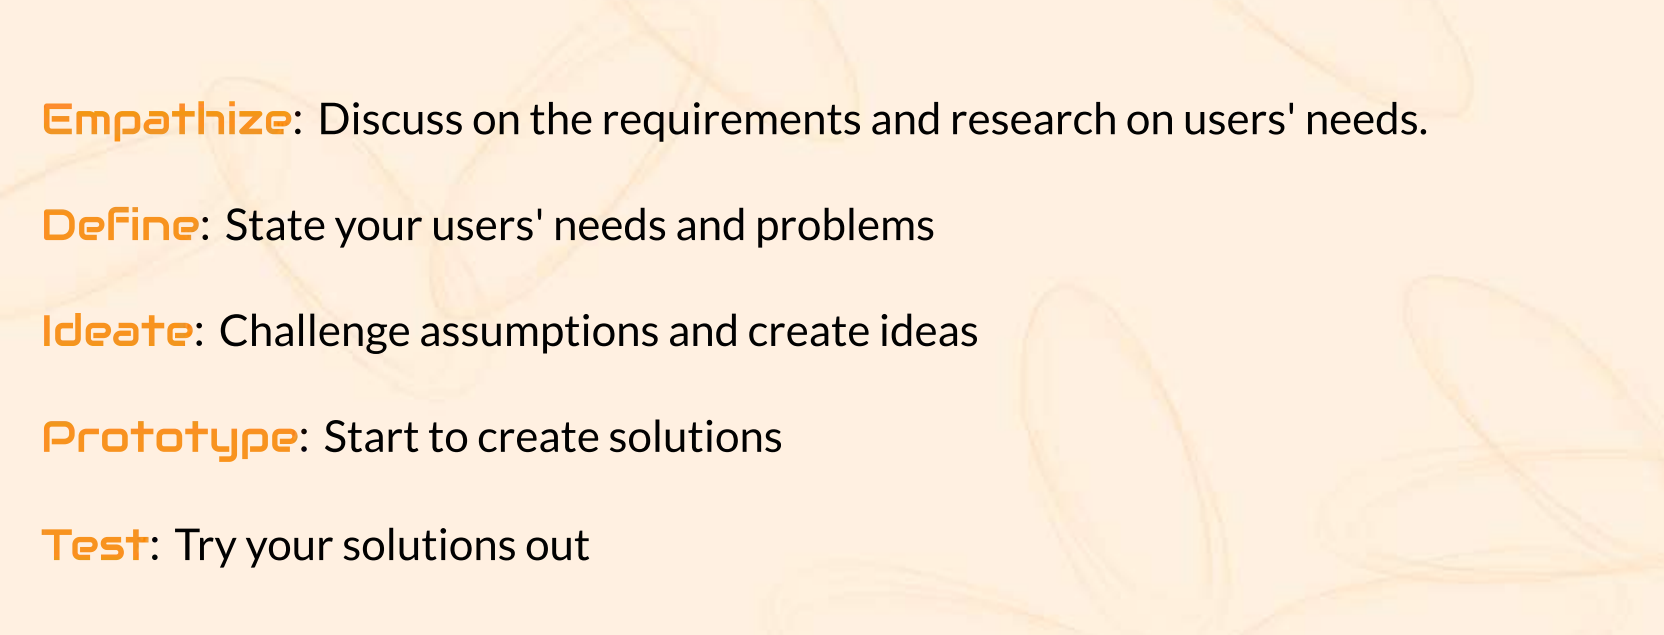 Empathize: Discuss on the requirements and research on users' needs.
Define: State your users' needs and problems
Ideate: Challenge assumptions and create ideas
Prototype: Start to create solutions
Test: Try your solutions out